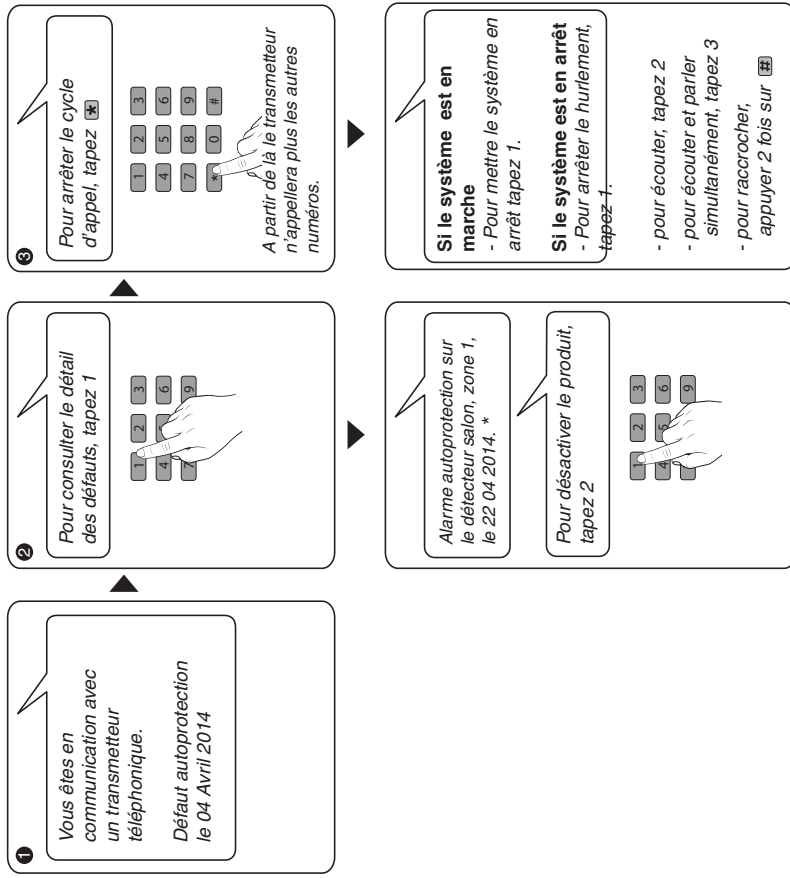 ❶
Vous êtes en
communication avec
un transmetteur
téléphonique.
Défaut autoprotection
le 04 Avril 2014
❷
Pour consulter le détail
des défauts, tapez 1
1 2 3
4 6
7 9
Alarme autoprotection sur
le détecteur salon, zone 1,
le 22 04 2014. *
Pour désactiver le produit,
tapez 2
1 2 3
4 5 6
9
❸
Pour arrêter le cycle
d'appel, tapez *
1 2 3
4 5 6
7 8 9
* 0 #
A partir de là le transmetteur
n'appellera plus les autres
numéros.
Si le système est en
marche
- Pour mettre le système en
arrêt tapez 1.
Si le système est en arrêt
- Pour arrêter le hurlement,
tapez 1.
- pour écouter, tapez 2
- pour écouter et parler
simultanément, tapez 3
- pour raccrocher,
appuyer 2 fois sur #